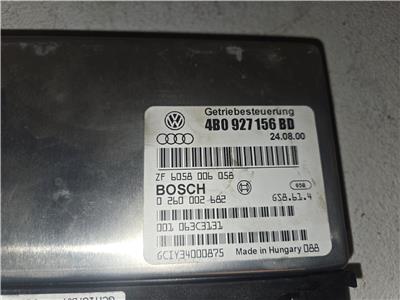 Getriebesteuerung
4B0 927 156 BD
24.08.00
ZF 6058 006 058
BOSCH
0 260 002 682 GS8.61.4
001 063C3131
GCIY34000875 Made in Hungary 088